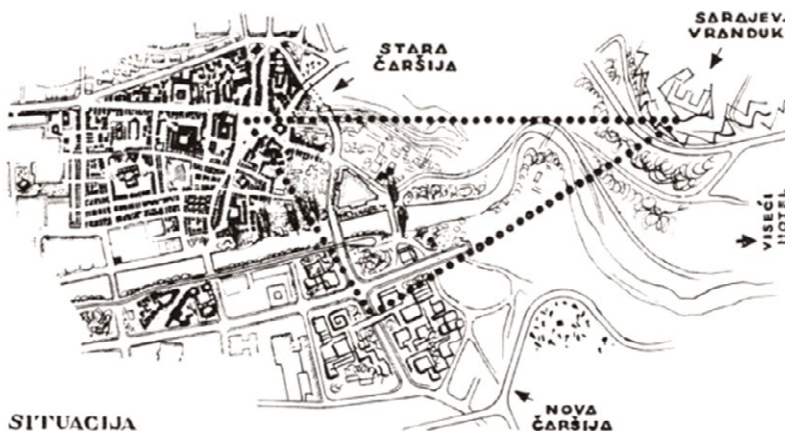 STARA
ČARŠIJA
SARAJEVA
VRANDUK
VISEĆI
HOTEL
NOVA
ČARŠIJA
SITUACIJA